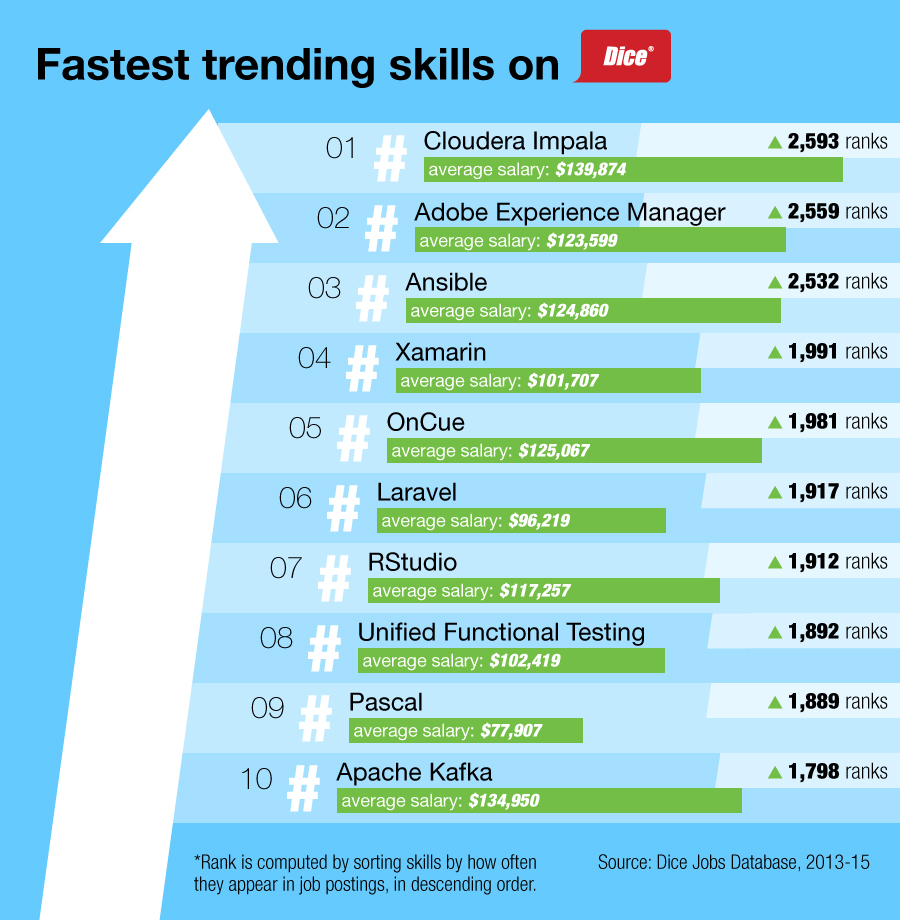 Fastest trending skills on Dice®
01 # Cloudera Impala ▲ 2,593 ranks
average salary: $139,874
02 # Adobe Experience Manager ▲ 2,559 ranks
average salary: $123,599
03 # Ansible ▲ 2,532 ranks
average salary: $124,860
04 # Xamarin ▲ 1,991 ranks
average salary: $101,707
05 # OnCue ▲ 1,981 ranks
average salary: $125,067
06 # Laravel ▲ 1,917 ranks
average salary: $96,219
07 # RStudio ▲ 1,912 ranks
average salary: $117,257
08 # Unified Functional Testing ▲ 1,892 ranks
average salary: $102,419
09 # Pascal ▲ 1,889 ranks
average salary: $77,907
10 # Apache Kafka ▲ 1,798 ranks
average salary: $134,950
*Rank is computed by sorting skills by how often
they appear in job postings, in descending order.
Source: Dice Jobs Database, 2013-15